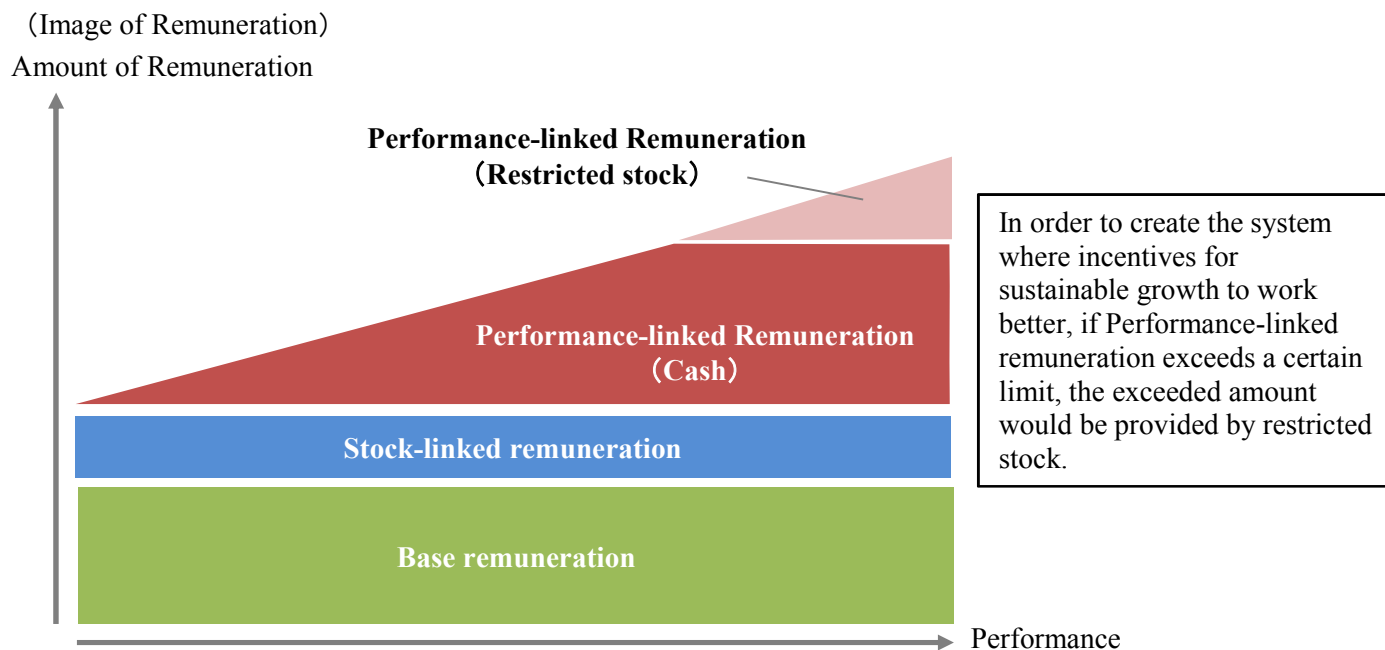 （Image of Remuneration）
Amount of Remuneration
Performance-linked Remuneration
（Restricted stock）
In order to create the system
where incentives for
sustainable growth to work
better, if Performance-linked
remuneration exceeds a certain
limit, the exceeded amount
would be provided by restricted
stock.
Performance-linked Remuneration
（Cash）
Stock-linked remuneration
Base remuneration
Performance